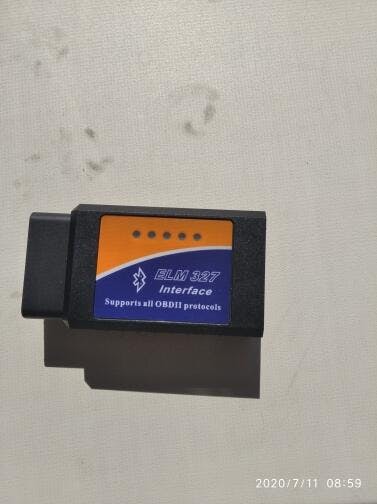 ELM 327
Interface
Supports all OBDII protocols
2020/7/11 08:59